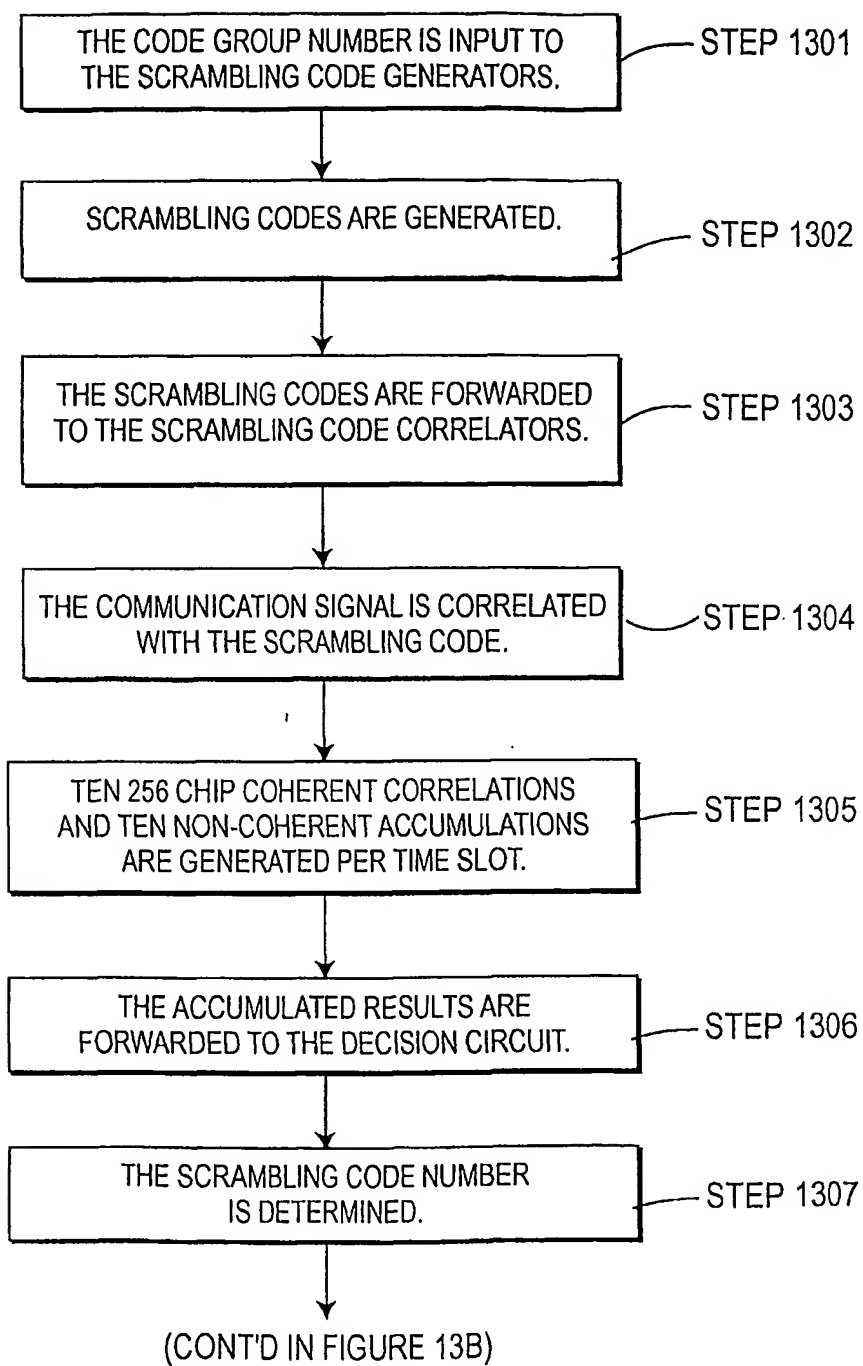 THE CODE GROUP NUMBER IS INPUT TO
THE SCRAMBLING CODE GENERATORS.
STEP 1301
SCRAMBLING CODES ARE GENERATED.
STEP 1302
THE SCRAMBLING CODES ARE FORWARDED
TO THE SCRAMBLING CODE CORRELATORS.
STEP 1303
THE COMMUNICATION SIGNAL IS CORRELATED
WITH THE SCRAMBLING CODE.
STEP 1304
TEN 256 CHIP COHERENT CORRELATIONS
AND TEN NON-COHERENT ACCUMULATIONS
ARE GENERATED PER TIME SLOT.
STEP 1305
THE ACCUMULATED RESULTS ARE
FORWARDED TO THE DECISION CIRCUIT.
STEP 1306
THE SCRAMBLING CODE NUMBER
IS DETERMINED.
STEP 1307
(CONT'D IN FIGURE 13B)